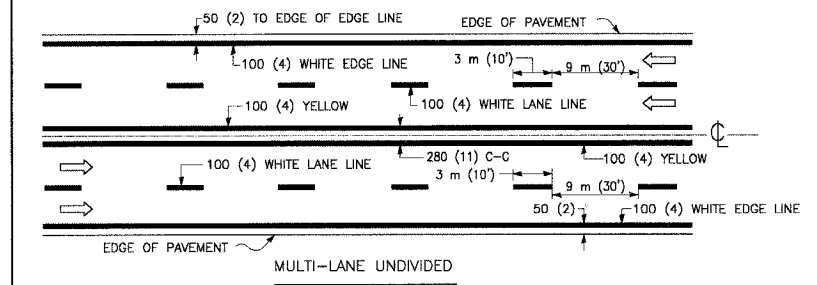 50 (2) TO EDGE OF EDGE LINE
EDGE OF PAVEMENT
100 (4) WHITE EDGE LINE
3 m (10')
9 m (30')
100 (4) YELLOW
100 (4) WHITE LANE LINE
℄
100 (4) WHITE LANE LINE
280 (11) C-C
100 (4) YELLOW
3 m (10')
9 m (30')
50 (2)
100 (4) WHITE EDGE LINE
EDGE OF PAVEMENT
MULTI-LANE UNDIVIDED